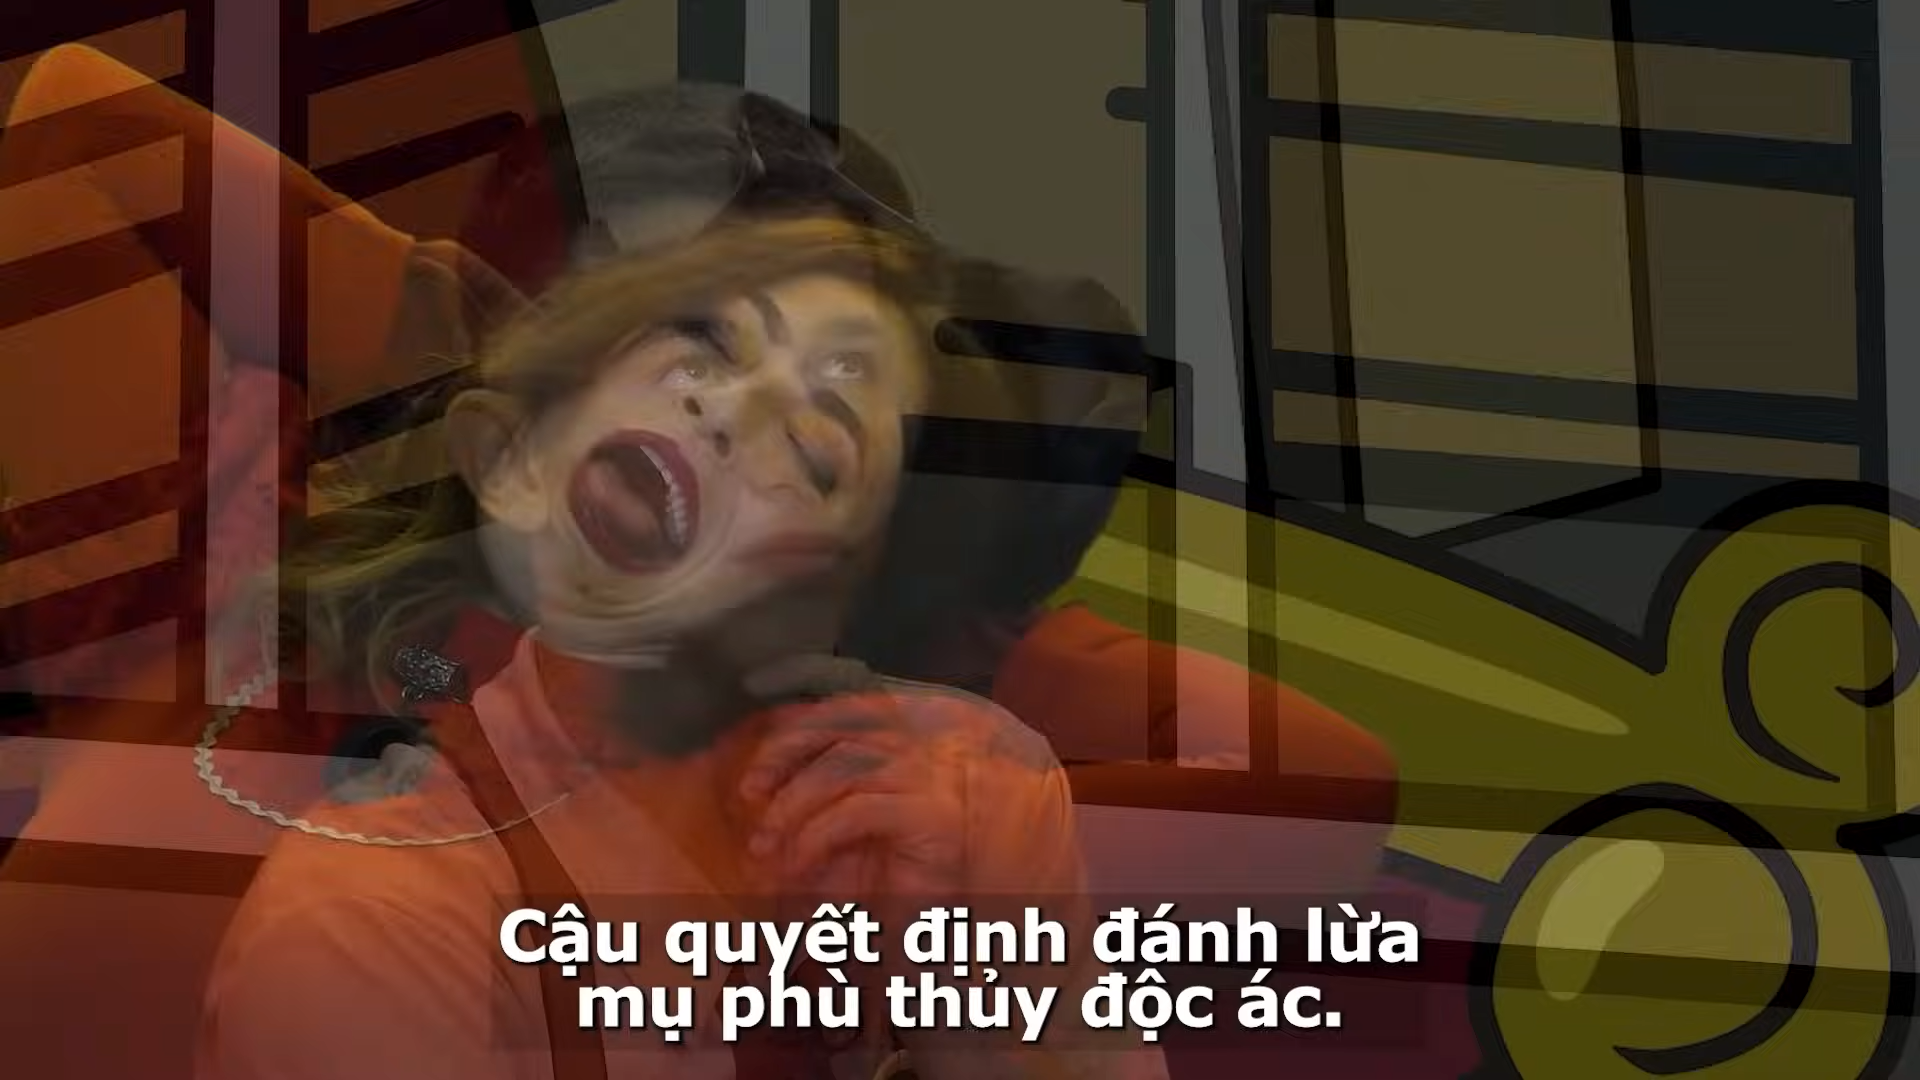 Cậu quyết định đánh lừa
mụ phù thủy độc ác.